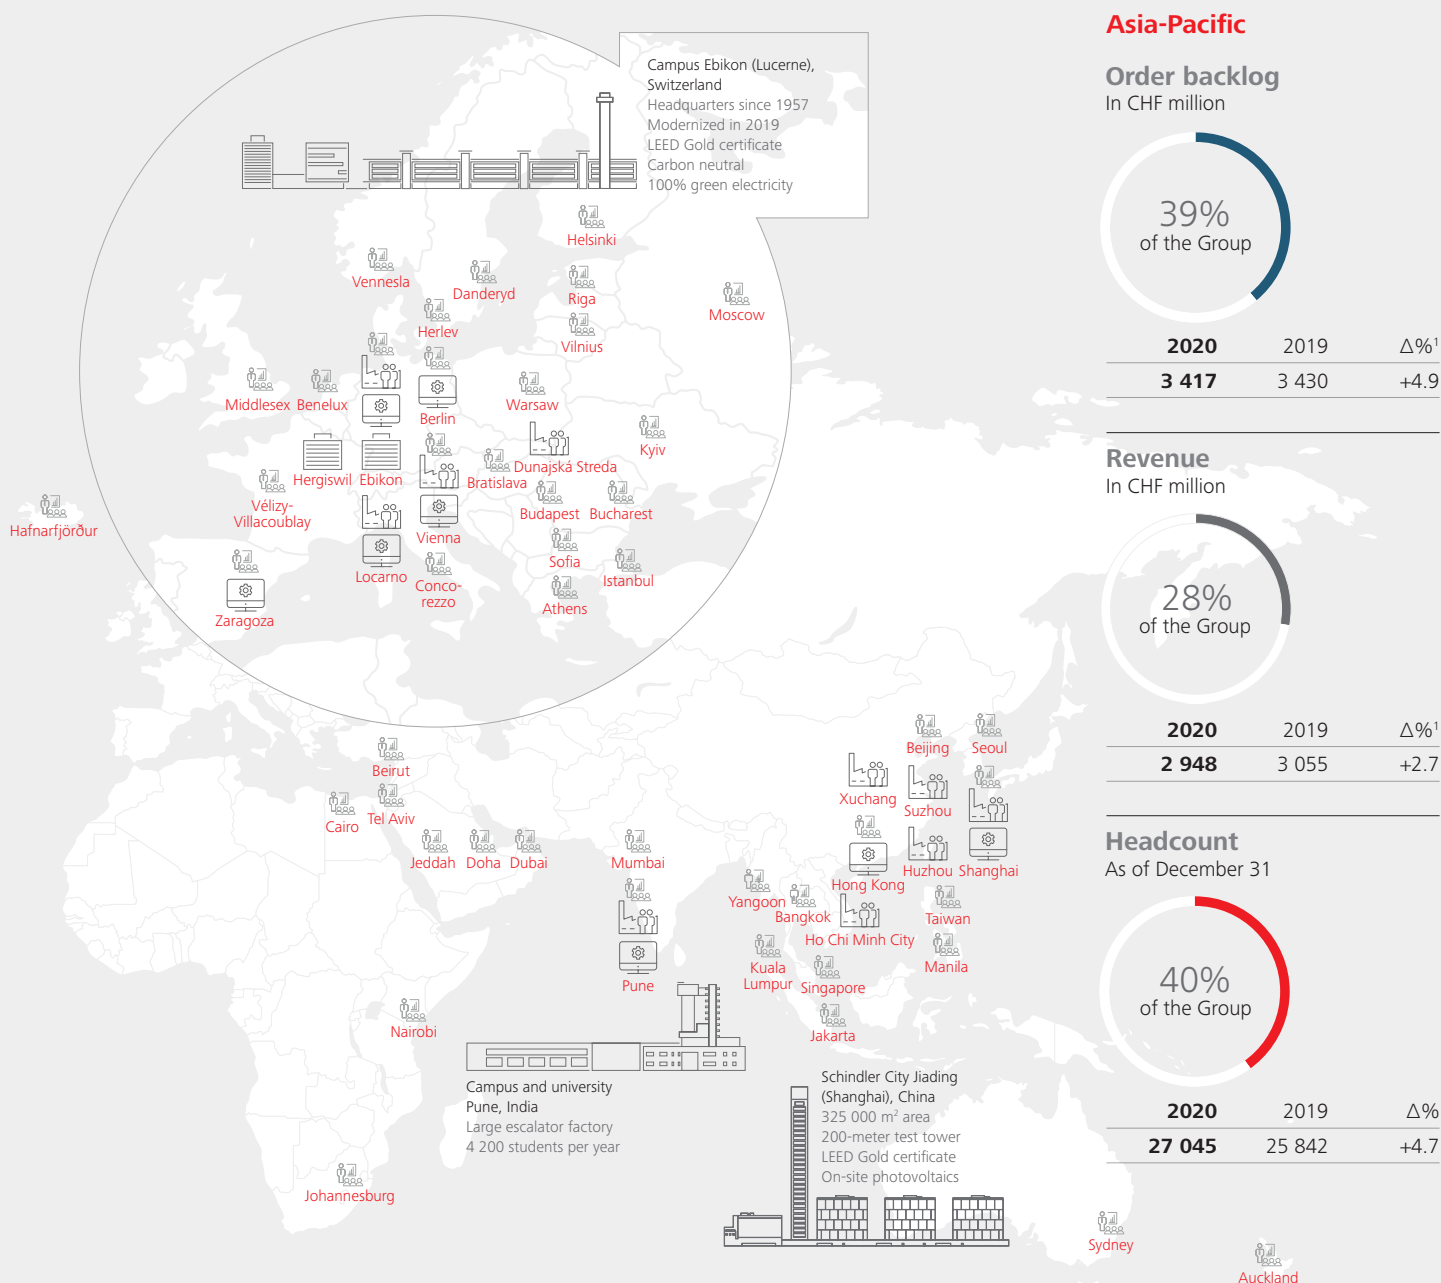 Campus Ebikon (Lucerne),
Switzerland
Headquarters since 1957
Modernized in 2019
LEED Gold certificate
Carbon neutral
100% green electricity
Helsinki
Vennesla
Danderyd
Riga
Moscow
Herlev
Vilnius
Middlesex
Benelux
Berlin
Warsaw
Kyiv
Hergiswil
Ebikon
Bratislava
Dunajská Streda
Vélizy-
Villacoublay
Budapest
Bucharest
Hafnarfjörður
Vienna
Sofia
Locarno
Conco-
rezzo
Istanbul
Athens
Zaragoza
Beirut
Cairo
Tel Aviv
Jeddah
Doha
Dubai
Mumbai
Pune
Beijing
Seoul
Xuchang
Suzhou
Hong Kong
Huzhou
Shanghai
Yangoon
Bangkok
Taiwan
Ho Chi Minh City
Kuala
Lumpur
Singapore
Manila
Jakarta
Nairobi
Johannesburg
Sydney
Auckland
Campus and university
Pune, India
Large escalator factory
4 200 students per year
Schindler City Jiading
(Shanghai), China
325 000 m² area
200-meter test tower
LEED Gold certificate
On-site photovoltaics
Asia-Pacific
Order backlog
In CHF million
39%
of the Group
2020 2019 Δ%¹
3 417 3 430 +4.9
Revenue
In CHF million
28%
of the Group
2020 2019 Δ%¹
2 948 3 055 +2.7
Headcount
As of December 31
40%
of the Group
2020 2019 Δ%
27 045 25 842 +4.7